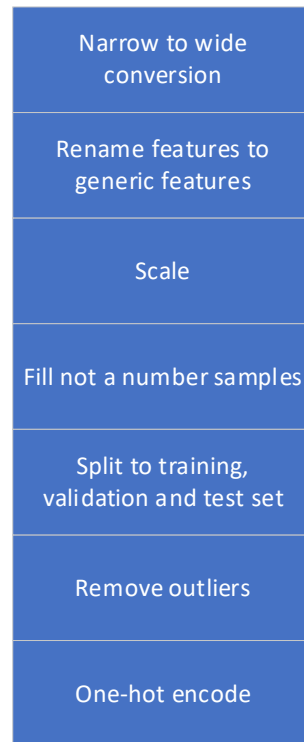 Narrow to wide
conversion
Rename features to
generic features
Scale
Fill not a number samples
Split to training,
validation and test set
Remove outliers
One-hot encode